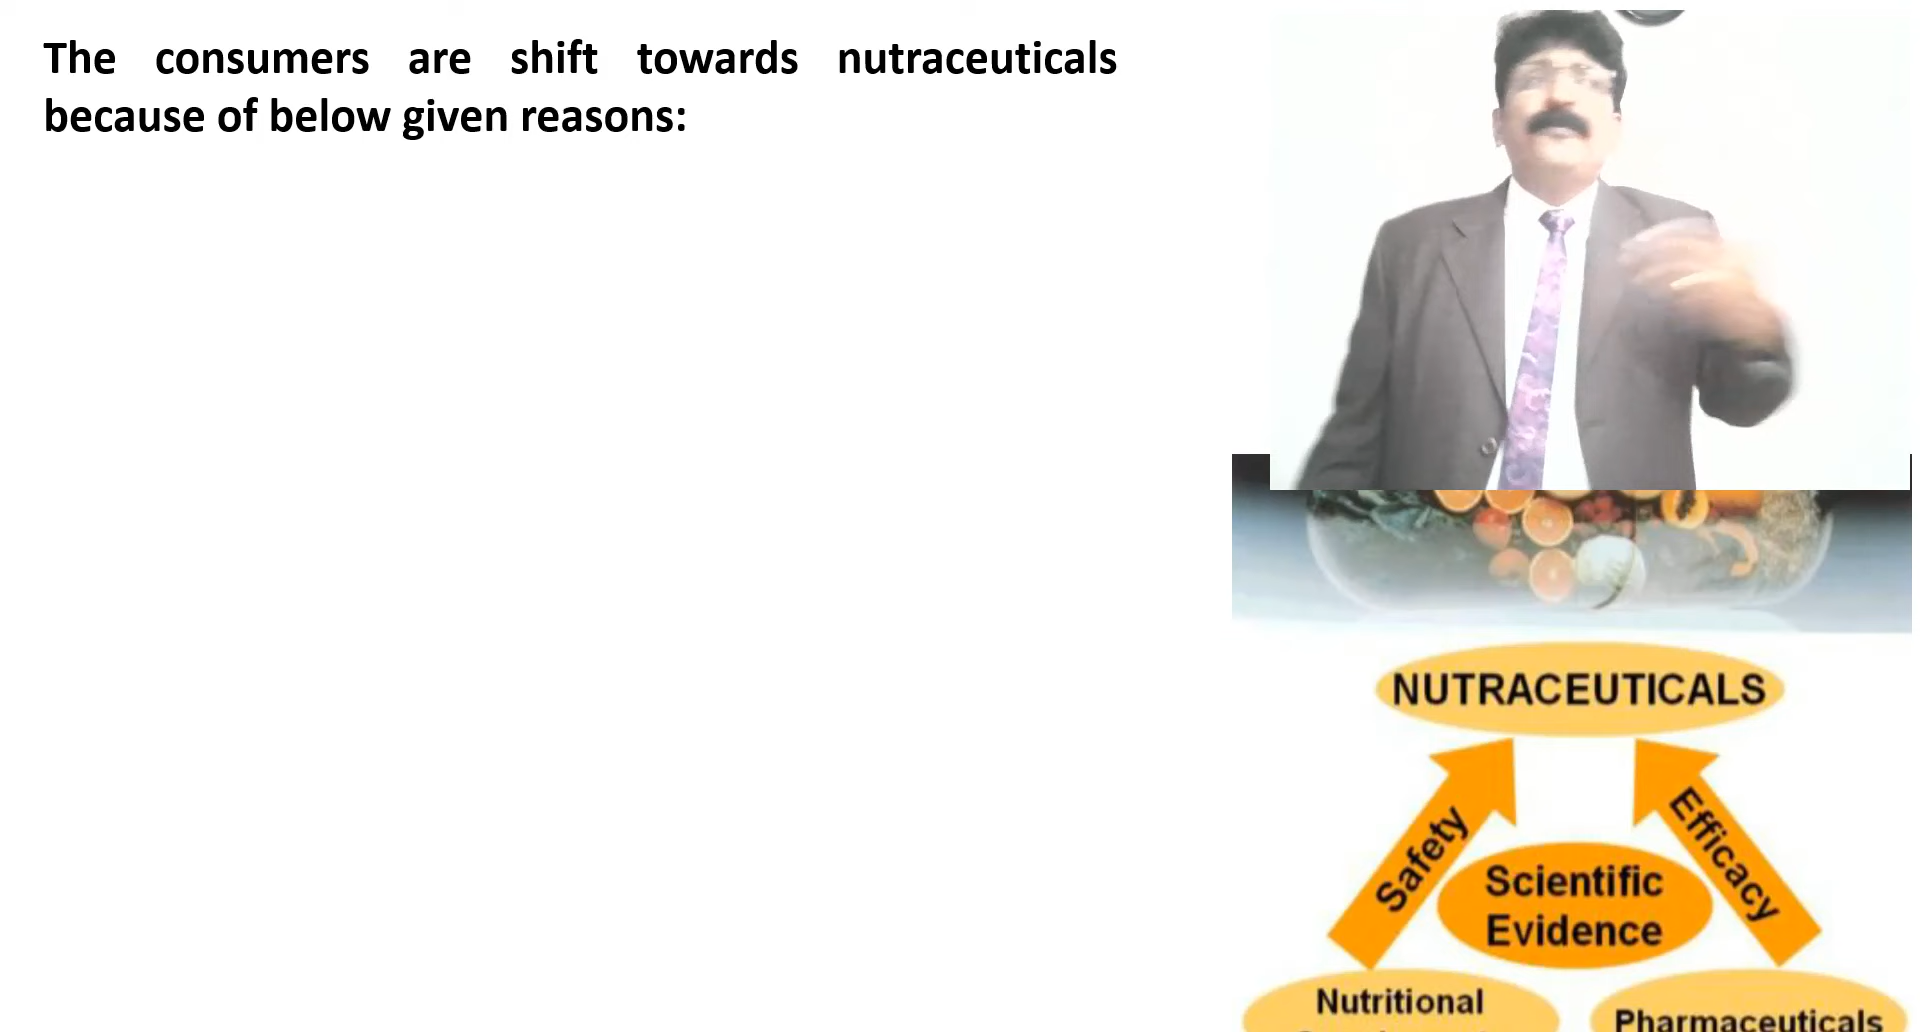 The consumers are shift towards nutraceuticals
because of below given reasons:
NUTRACEUTICALS
Safety
Efficacy
Scientific
Evidence
Nutritional
Pharmaceuticals